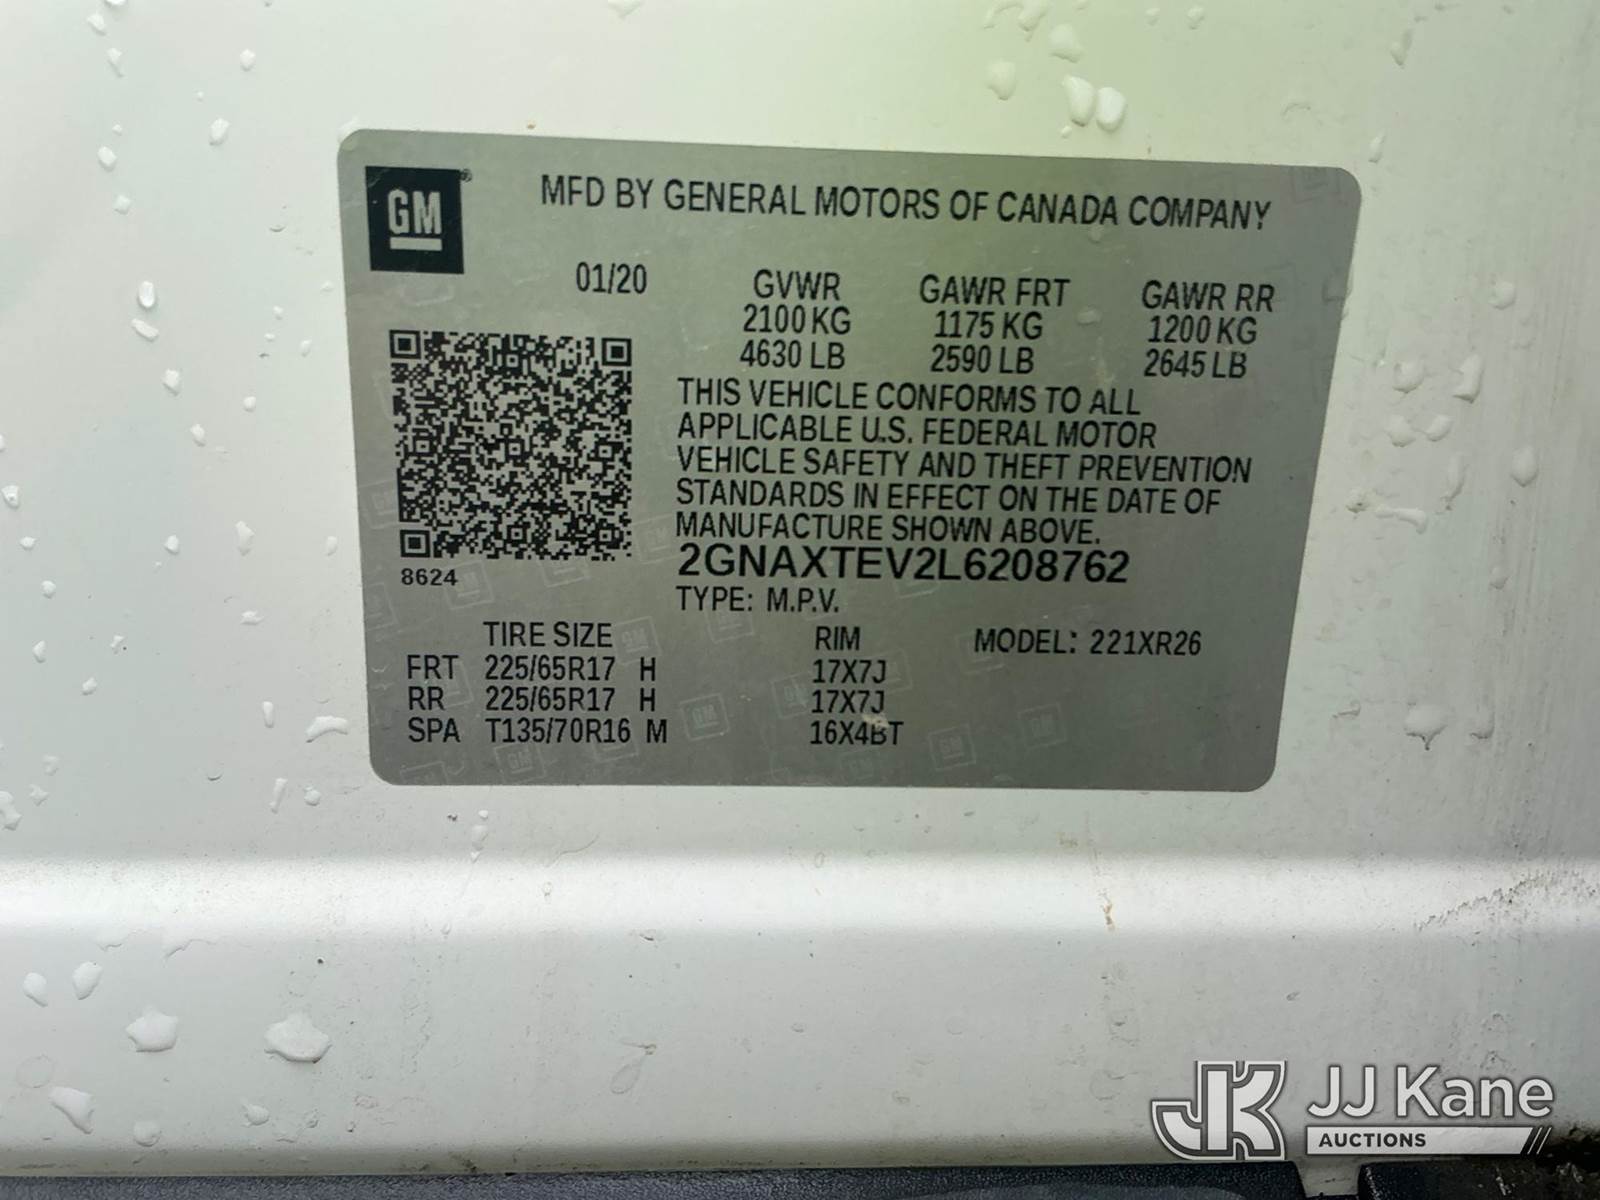 GM
MFD BY GENERAL MOTORS OF CANADA COMPANY
01/20
GVWR GAWR FRT GAWR RR
2100 KG 1175 KG 1200 KG
4630 LB 2590 LB 2645 LB
THIS VEHICLE CONFORMS TO ALL
APPLICABLE U.S. FEDERAL MOTOR
VEHICLE SAFETY AND THEFT PREVENTION
STANDARDS IN EFFECT ON THE DATE OF
MANUFACTURE SHOWN ABOVE.
2GNAXTEV2L6208762
8624
TYPE: M.P.V.
TIRE SIZE RIM MODEL: 221XR26
FRT 225/65R17 H 17X7J
RR 225/65R17 H 17X7J
SPA T135/70R16 M 16X4BT
JK JJ Kane
AUCTIONS